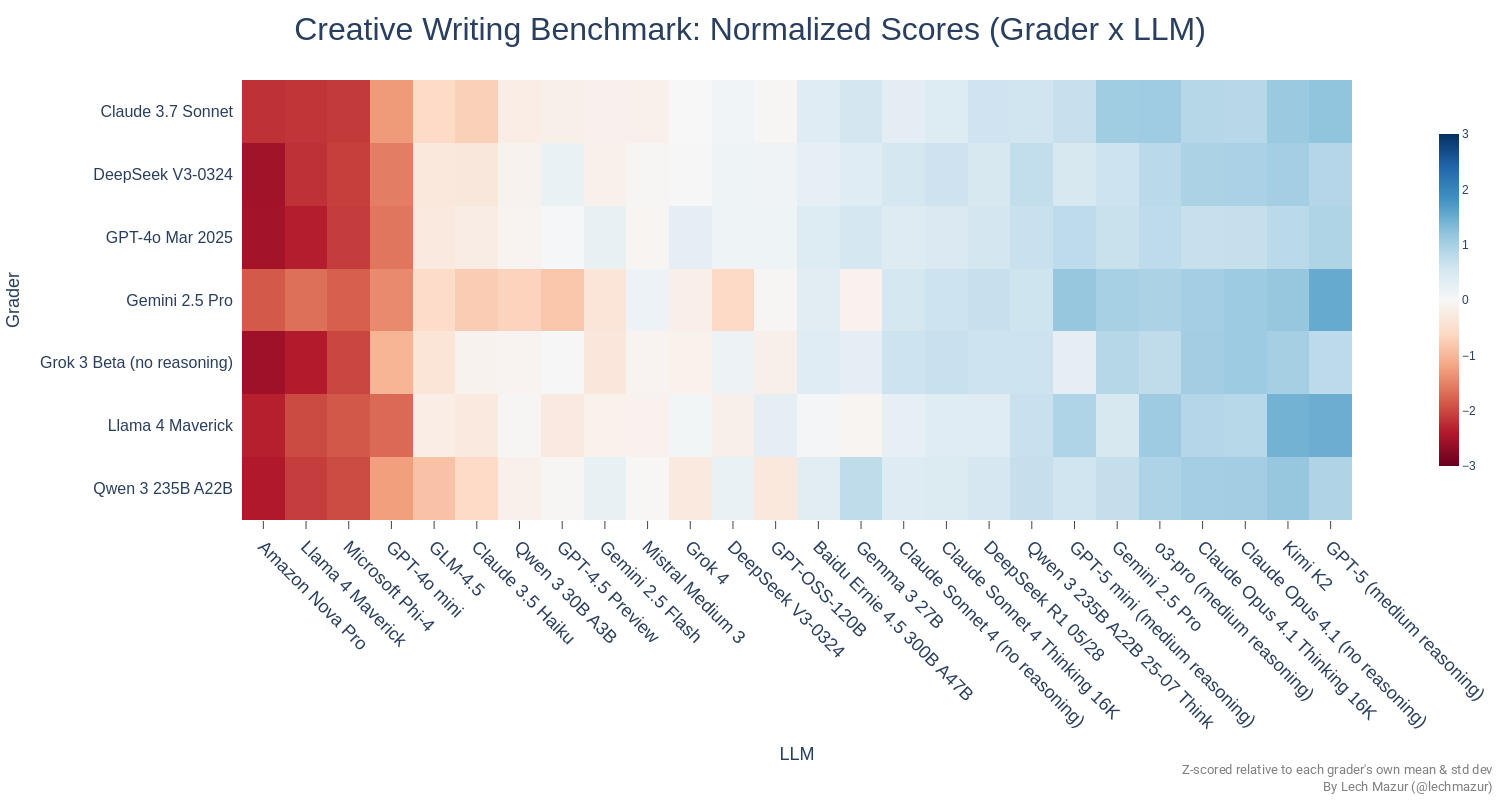 Creative Writing Benchmark: Normalized Scores (Grader x LLM)
Grader
Claude 3.7 Sonnet
DeepSeek V3-0324
GPT-4o Mar 2025
Gemini 2.5 Pro
Grok 3 Beta (no reasoning)
Llama 4 Maverick
Qwen 3 235B A22B
3
2
1
0
−1
−2
−3
Amazon Nova Pro
Llama 4 Maverick
Microsoft Phi-4
GPT-4o mini
GLM-4.5
Claude 3.5 Haiku
Qwen 3 30B A3B
GPT-4.5 Preview
Gemini 2.5 Flash
Mistral Medium 3
Grok 4
DeepSeek V3-0324
GPT-OSS-120B
Baidu Ernie 4.5 300B A47B
Gemma 3 27B
Claude Sonnet 4 (no reasoning)
Claude Sonnet 4 Thinking 16K
DeepSeek R1 05/28
Qwen 3 235B A22B 25-07 Think
GPT-5 mini (medium reasoning)
Gemini 2.5 Pro
o3-pro (medium reasoning)
Claude Opus 4.1 Thinking 16K
Claude Opus 4.1 (no reasoning)
Kimi K2
GPT-5 (medium reasoning)
LLM
Z-scored relative to each grader's own mean & std dev
By Lech Mazur (@lechmazur)